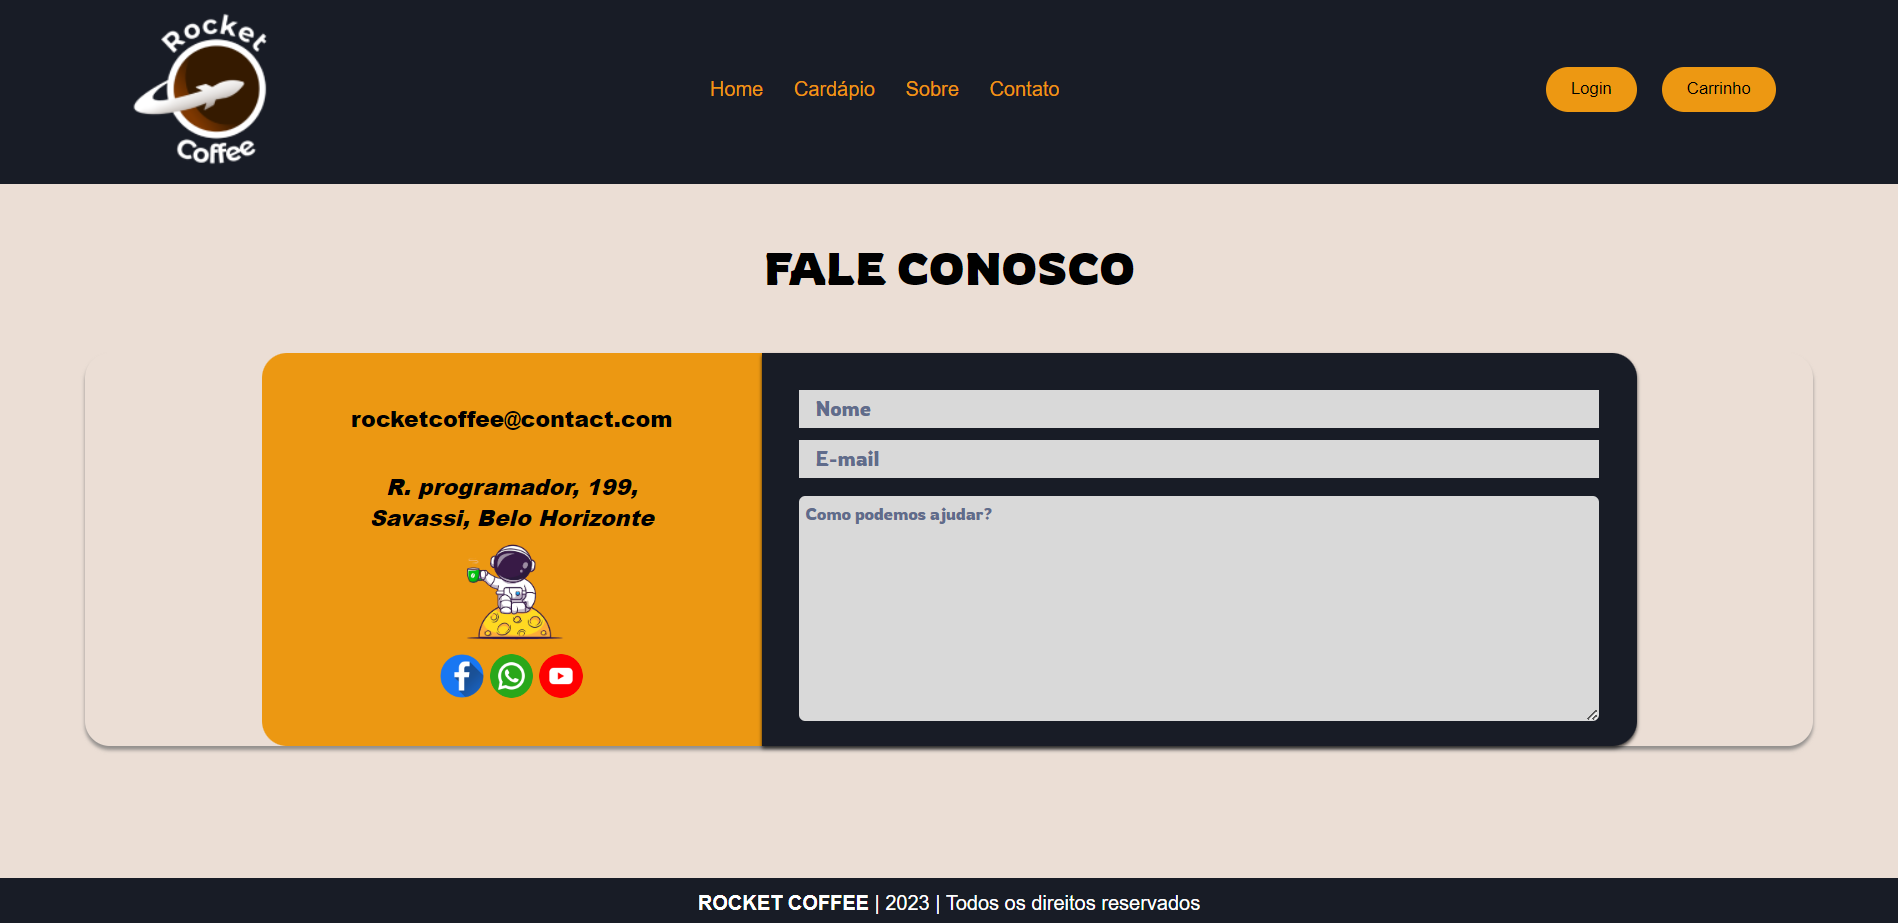 Rocket
Coffee
Home Cardápio Sobre Contato
Login Carrinho
FALE CONOSCO
rocketcoffee@contact.com
R. programador, 199,
Savassi, Belo Horizonte
Nome
E-mail
Como podemos ajudar?
ROCKET COFFEE | 2023 | Todos os direitos reservados